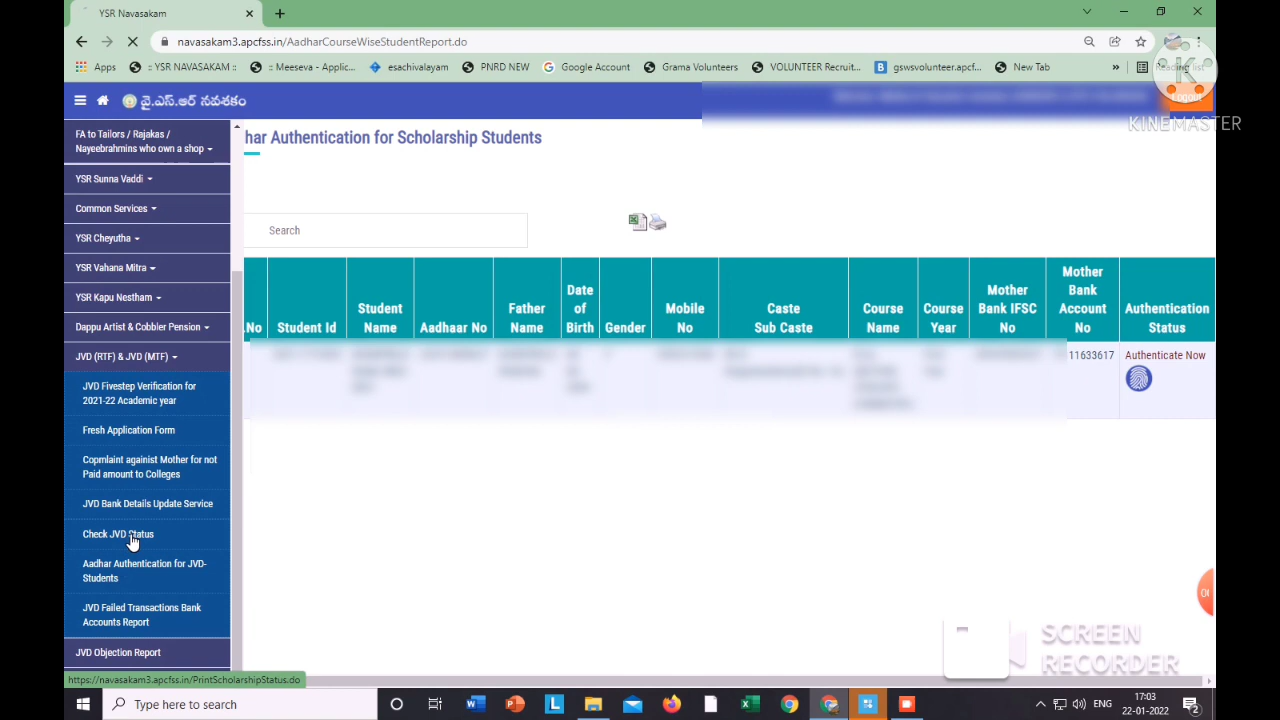 YSR Navasakam
navasakam3.apcfss.in/AadharCourseWiseStudentReport.do
Apps
:: YSR NAVASAKAM ::
:: Meeseva - Applic...
esachivalayam
PNRD NEW
Google Account
Grama Volunteers
VOLUNTEER Recruit...
gswsvolunteer.apcf...
New Tab
»
Reading list
వై.ఎస్.ఆర్ నవశకం
Logout
KINEMASTER
FA to Tailors / Rajakas /
Nayeebrahmins who own a shop
YSR Sunna Vaddi
Common Services
YSR Cheyutha
YSR Vahana Mitra
YSR Kapu Nestham
Dappu Artist & Cobbler Pension
JVD (RTF) & JVD (MTF)
JVD Fivestep Verification for
2021-22 Academic year
Fresh Application Form
Copmlaint againist Mother for not
Paid amount to Colleges
JVD Bank Details Update Service
Check JVD Status
Aadhar Authentication for JVD-
Students
JVD Failed Transactions Bank
Accounts Report
JVD Objection Report
har Authentication for Scholarship Students
Search
.No
Student Id
Student
Name
Aadhaar No
Father
Name
Date
of
Birth
Gender
Mobile
No
Caste
Sub Caste
Course
Name
Course
Year
Mother
Bank IFSC
No
Mother
Bank
Account
No
Authentication
Status
11633617
Authenticate Now
SCREEN
RECORDER
https://navasakam3.apcfss.in/PrintScholarshipStatus.do
Type here to search
ENG
17:03
22-01-2022
2